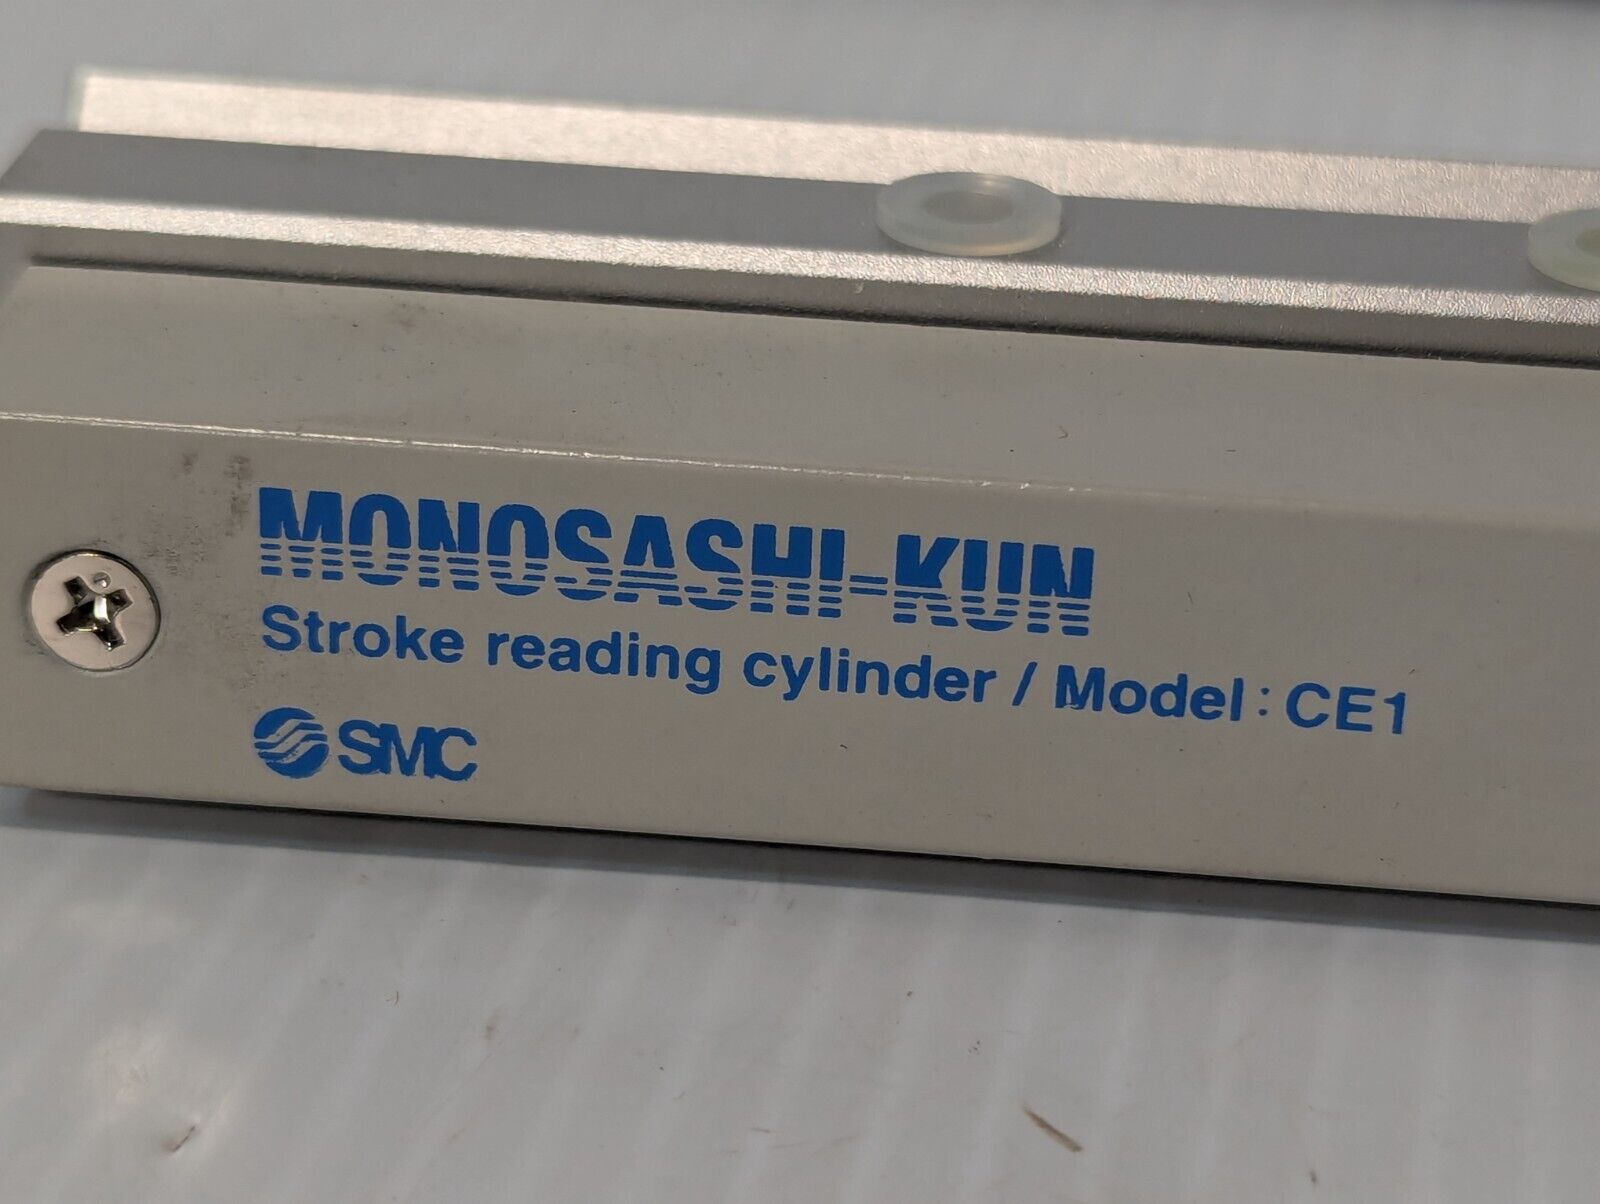 MONOSASHI-KUN
Stroke reading cylinder / Model : CE1
SMC